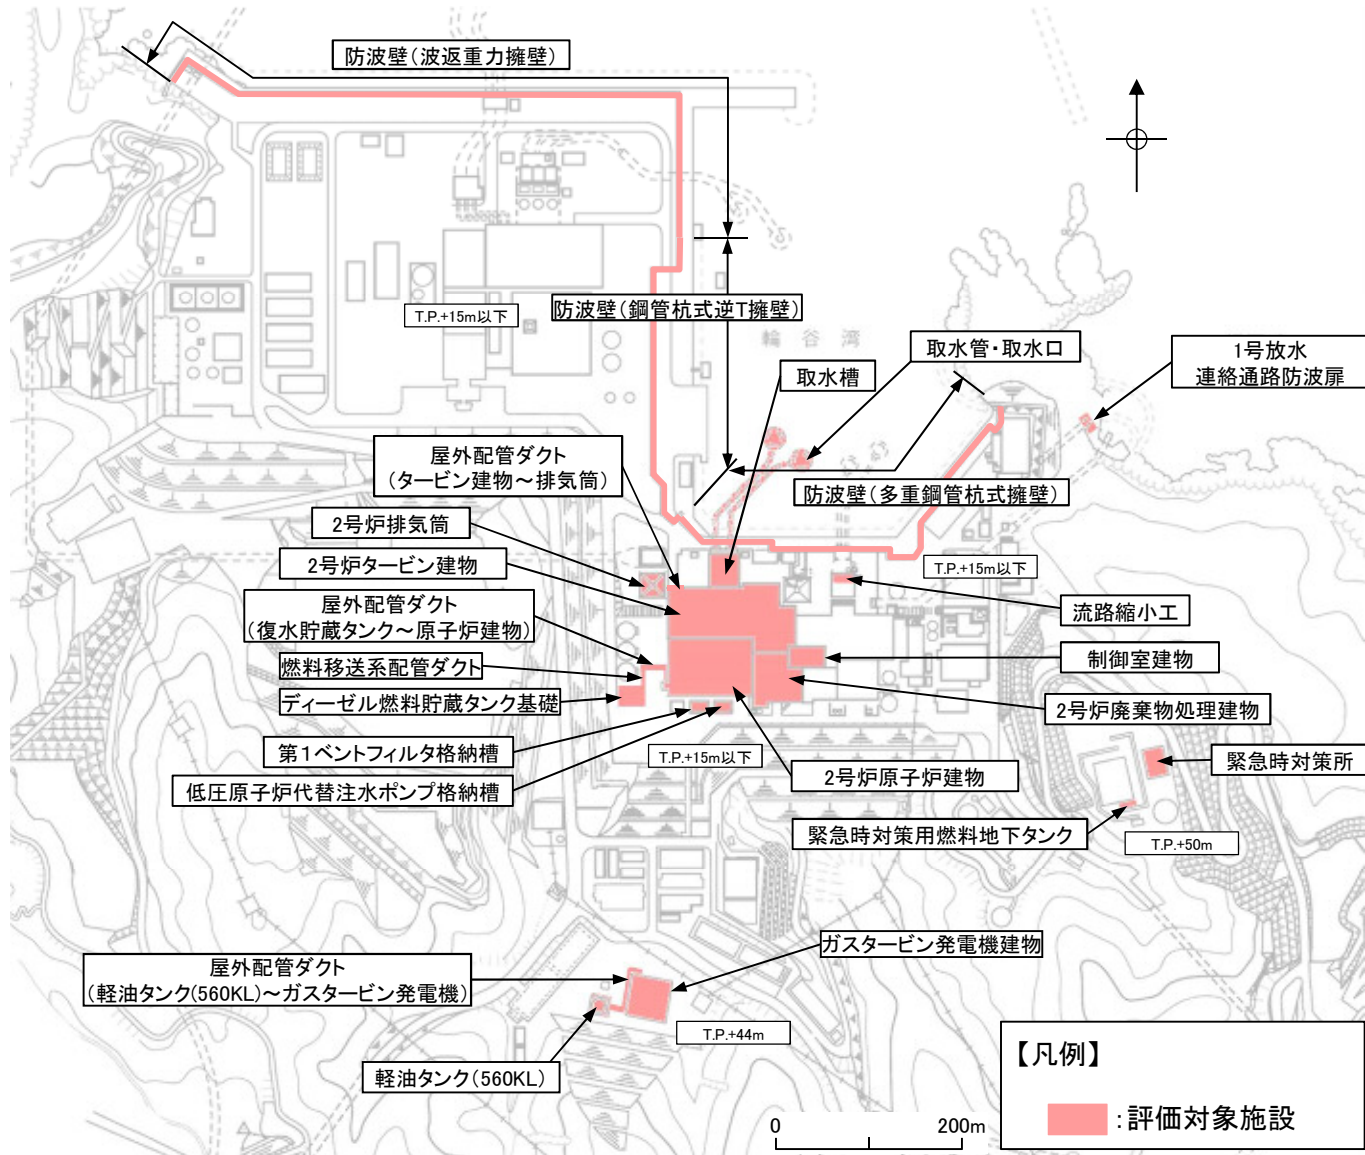 防波壁(波返重力擁壁)
防波壁(鋼管杭式逆T擁壁)
T.P.+15m以下
輪谷湾
取水管・取水口
1号放水
連絡通路防波扉
取水槽
屋外配管ダクト
(タービン建物～排気筒)
防波壁(多重鋼管杭式擁壁)
2号炉排気筒
2号炉タービン建物
T.P.+15m以下
屋外配管ダクト
(復水貯蔵タンク～原子炉建物)
流路縮小工
燃料移送系配管ダクト
制御室建物
ディーゼル燃料貯蔵タンク基礎
2号炉廃棄物処理建物
第1ベントフィルタ格納槽
T.P.+15m以下
緊急時対策所
2号炉原子炉建物
低圧原子炉代替注水ポンプ格納槽
緊急時対策用燃料地下タンク
T.P.+50m
ガスタービン発電機建物
屋外配管ダクト
(軽油タンク(560KL)～ガスタービン発電機)
T.P.+44m
軽油タンク(560KL)
【凡例】
:評価対象施設
0 200m